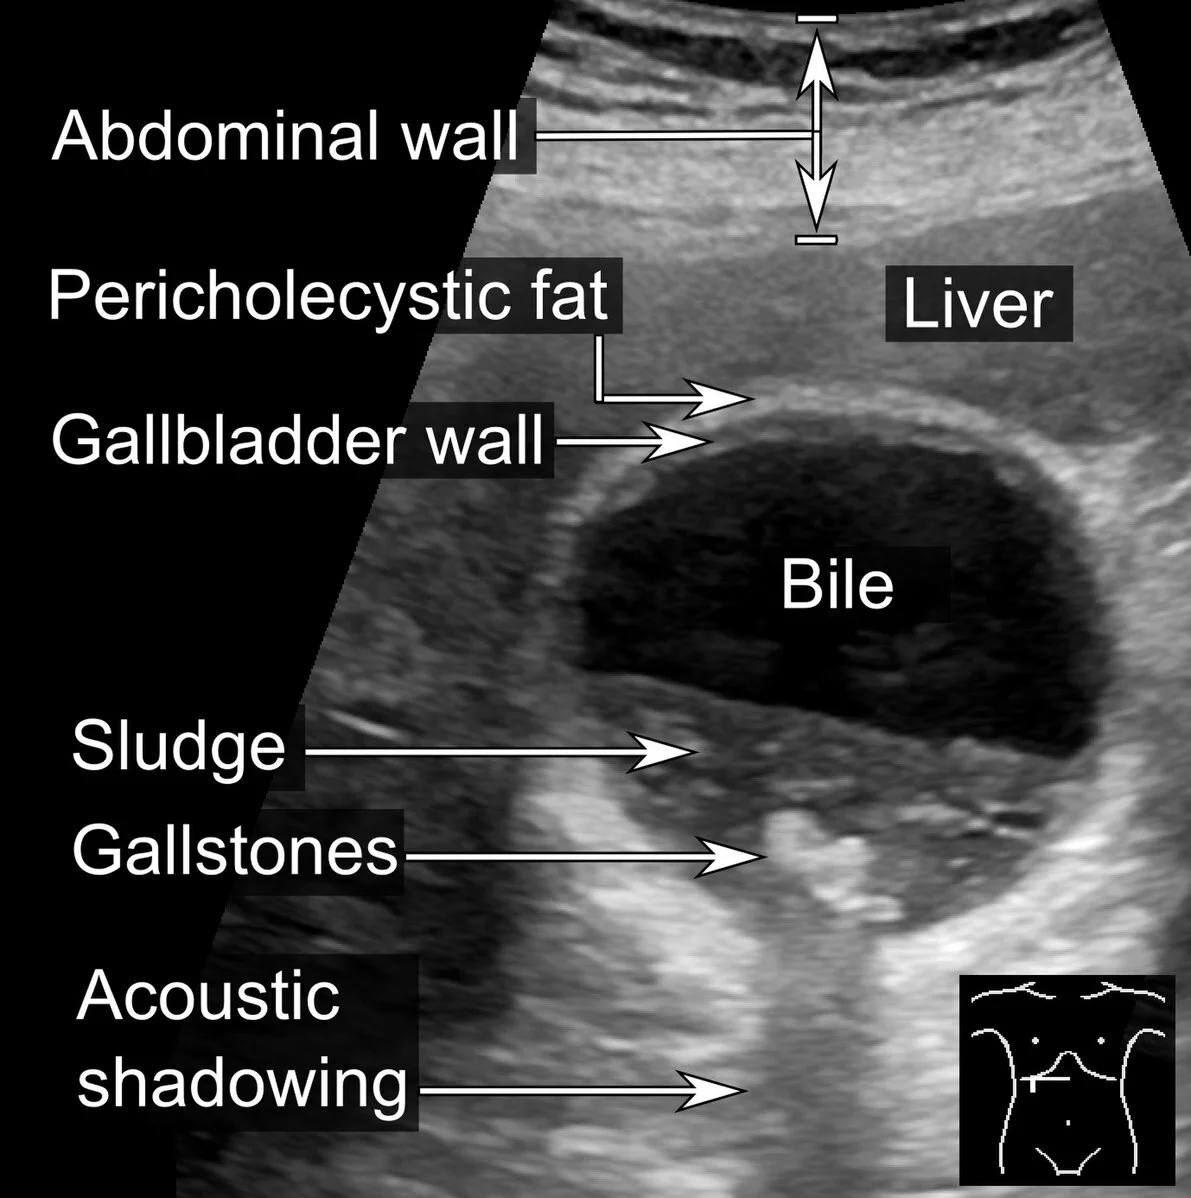 Abdominal wall
Pericholecystic fat
Liver
Gallbladder wall
Bile
Sludge
Gallstones
Acoustic
shadowing